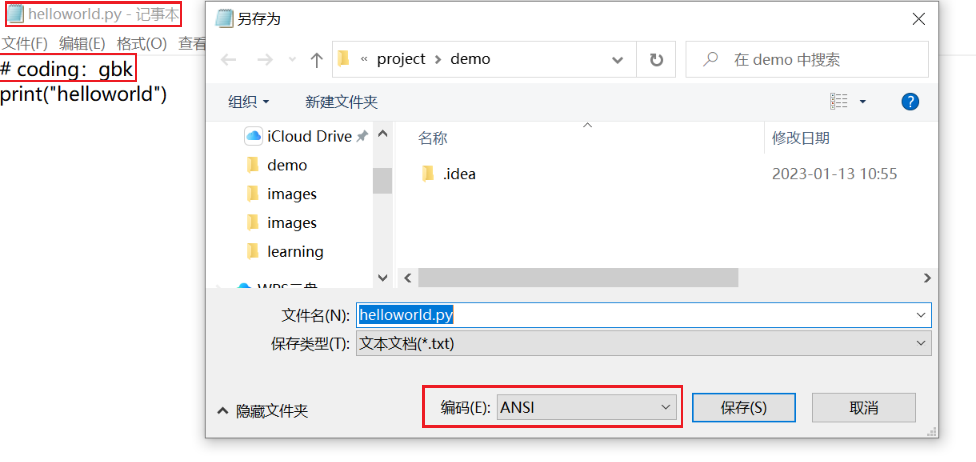 helloworld.py - 记事本
文件(F) 编辑(E) 格式(O) 查看
# coding：gbk
print("helloworld")
另存为
« project › demo
在 demo 中搜索
组织
新建文件夹
iCloud Drive
demo
images
images
learning
WPS云盘
名称
修改日期
.idea
2023-01-13 10:55
文件名(N): helloworld.py
保存类型(T): 文本文档(*.txt)
隐藏文件夹
编码(E): ANSI
保存(S)
取消